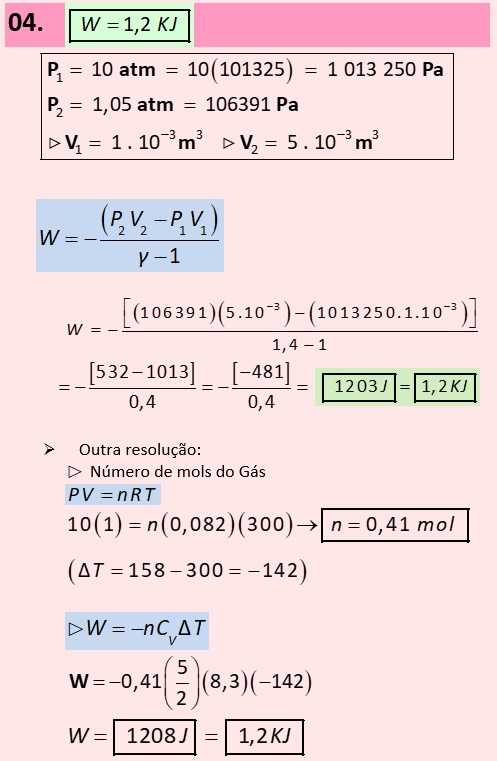 04. W = 1,2 KJ
P₁ = 10 atm = 10(101325) = 1 013 250 Pa
P₂ = 1,05 atm = 106391 Pa
▷ V₁ = 1 . 10⁻³ m³ ▷ V₂ = 5 . 10⁻³ m³
W = −(P₂V₂ − P₁V₁) / γ − 1
W = −[(106391)(5.10⁻³) − (1013250.1.10⁻³)] / 1,4 − 1
= −[532 − 1013] / 0,4 = −[−481] / 0,4 = 1203 J = 1,2 KJ
➢ Outra resolução:
▷ Número de mols do Gás
PV = nRT
10(1) = n(0,082)(300) → n = 0,41 mol
(ΔT = 158 − 300 = −142)
▷ W = −nC_VΔT
W = −0,41(5/2)(8,3)(−142)
W = 1208 J = 1,2 KJ